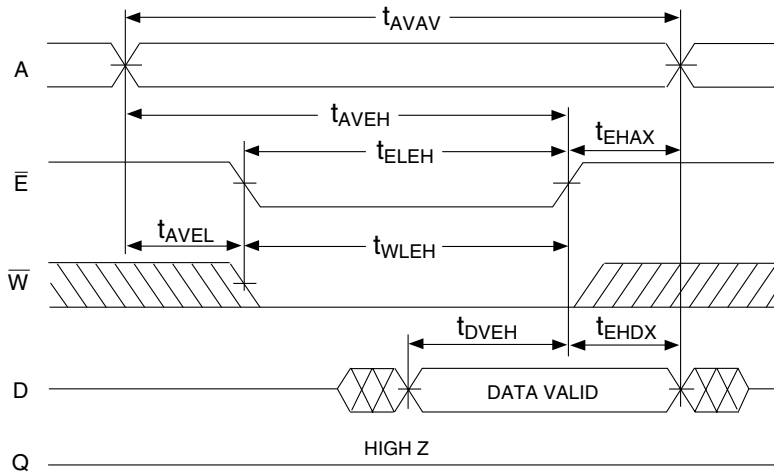 tAVAV
A
tAVEH
tEHAX
tELEH
E̅
tAVEL
tWLEH
W̅
tDVEH
tEHDX
D
DATA VALID
HIGH Z
Q